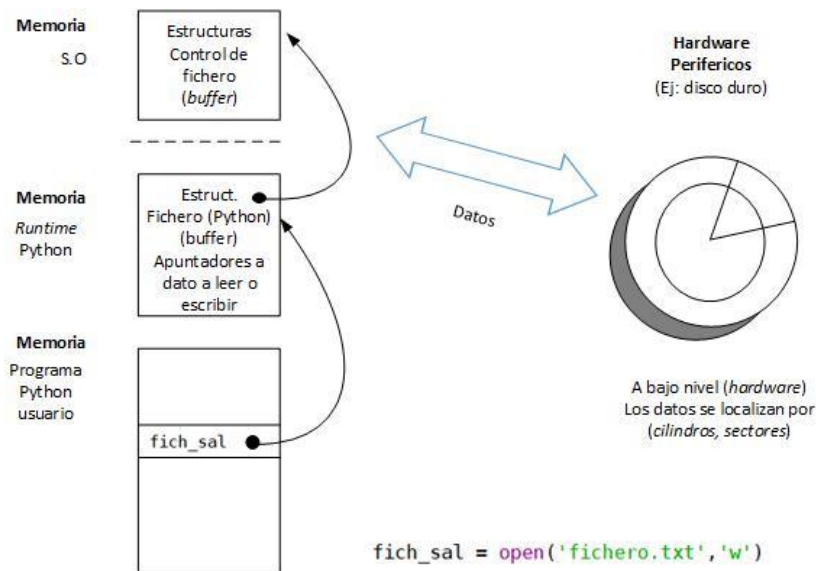 Memoria
S.O
Estructuras
Control de
fichero
(buffer)
Hardware
Perifericos
(Ej: disco duro)
Memoria
Runtime
Python
Estruct.
Fichero (Python)
(buffer)
Apuntadores a
dato a leer o
escribir
Datos
Memoria
Programa
Python
usuario
fich_sal
A bajo nivel (hardware)
Los datos se localizan por
(cilindros, sectores)
fich_sal = open('fichero.txt','w')